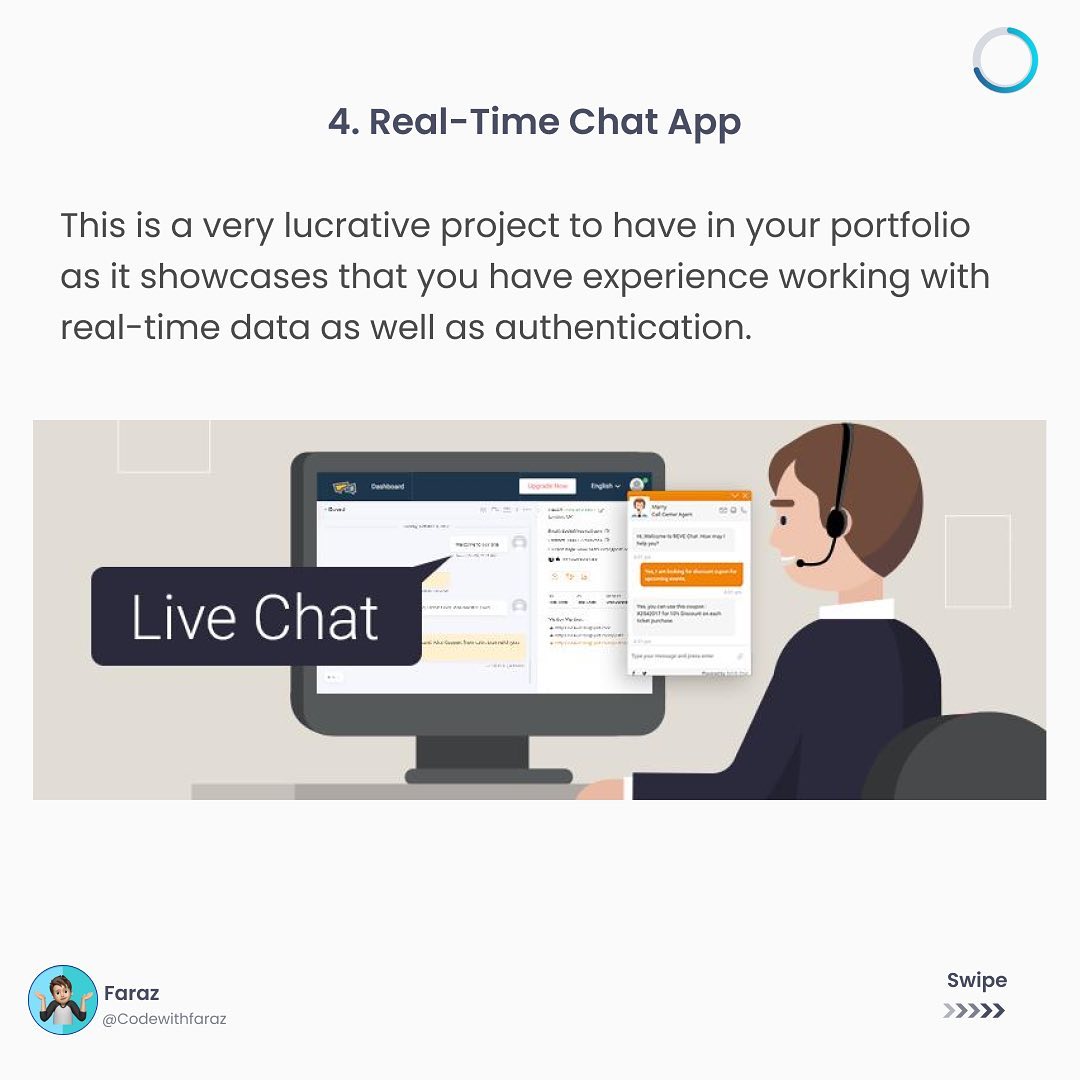 4. Real-Time Chat App
This is a very lucrative project to have in your portfolio
as it showcases that you have experience working with
real-time data as well as authentication.
Dashboard
Upgrade Now
English
Live Chat
Marry
Call Center Agent
Hi, Welcome to REVE Chat. How may I
help you?
Yes, I am looking for discount cupon for
upcoming events
Yes, you can use this coupon
for 10% Discount on each
ticket purchase
Type your message and press enter
Faraz
@Codewithfaraz
Swipe